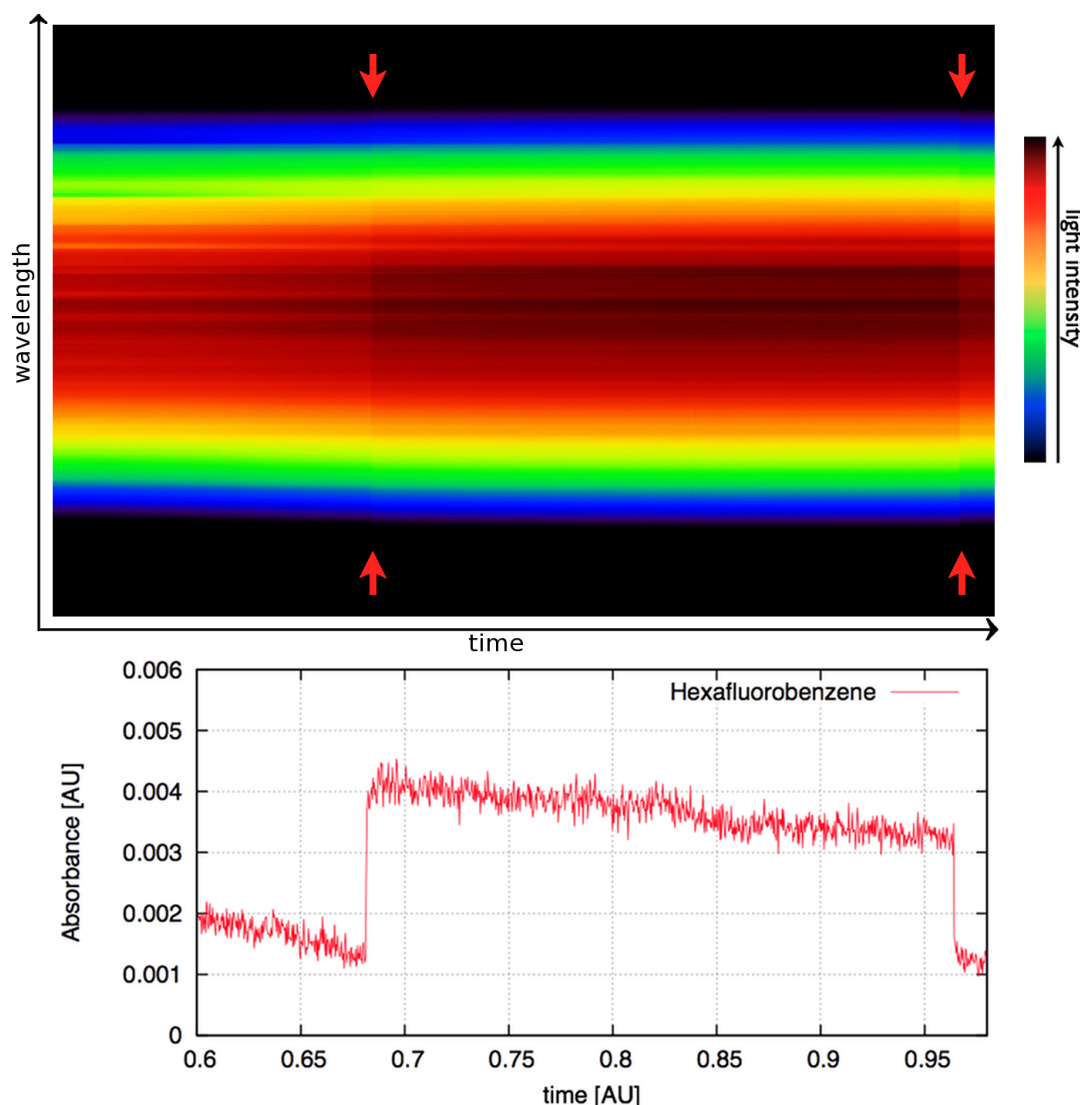 wavelength
light intensity
time
0.006
0.005
0.004
0.003
0.002
0.001
0
Absorbance [AU]
Hexafluorobenzene
0.6 0.65 0.7 0.75 0.8 0.85 0.9 0.95
time [AU]